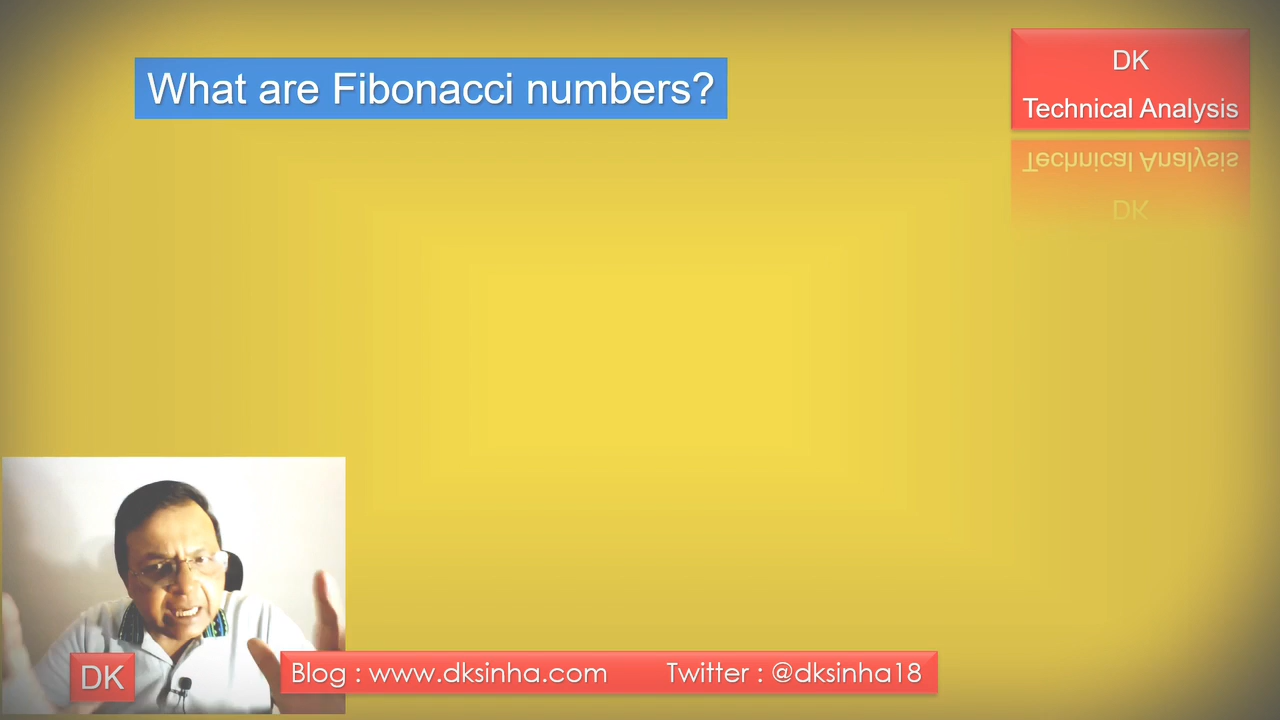 What are Fibonacci numbers?
DK
Technical Analysis
Technical Analysis
DK
DK
Blog : www.dksinha.com Twitter : @dksinha18